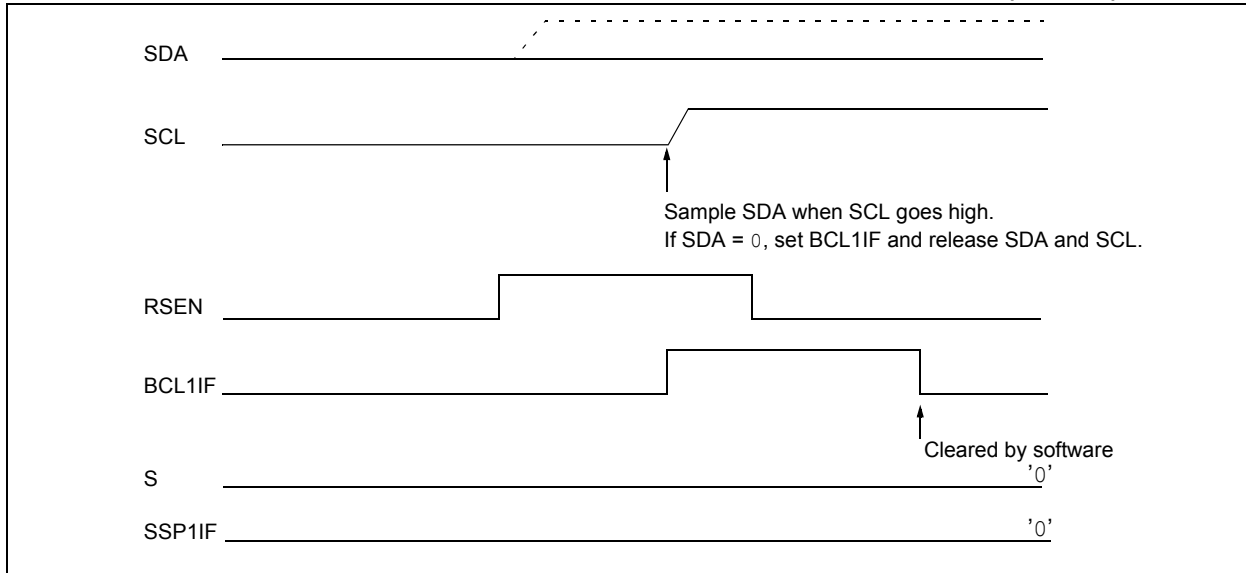 SDA
SCL
Sample SDA when SCL goes high.
If SDA = 0, set BCL1IF and release SDA and SCL.
RSEN
BCL1IF
Cleared by software
S
'0'
SSP1IF
'0'